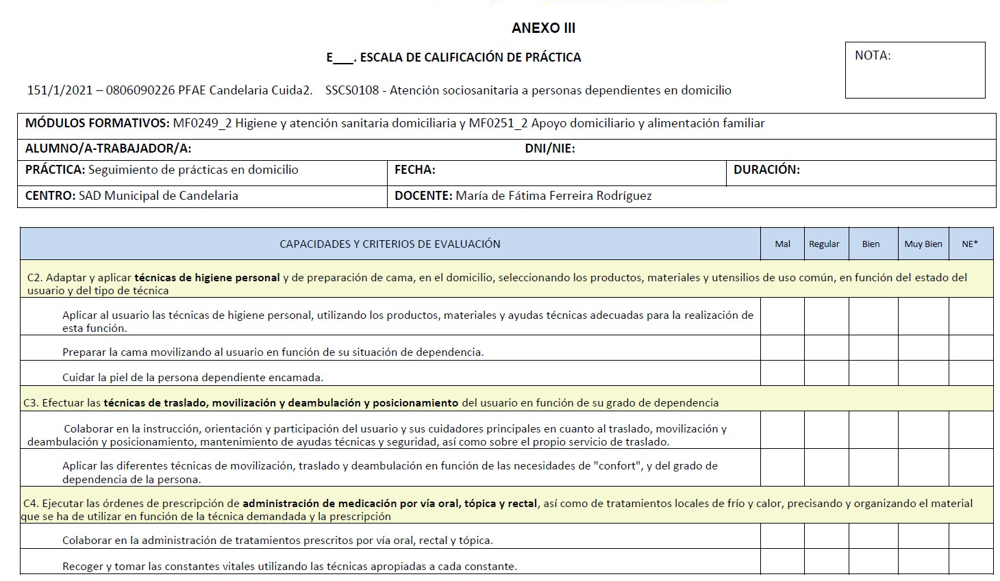 ANEXO III
E___. ESCALA DE CALIFICACIÓN DE PRÁCTICA
NOTA:
151/1/2021 – 0806090226 PFAE Candelaria Cuida2. SSCS0108 - Atención sociosanitaria a personas dependientes en domicilio
MÓDULOS FORMATIVOS: MF0249_2 Higiene y atención sanitaria domiciliaria y MF0251_2 Apoyo domiciliario y alimentación familiar
ALUMNO/A-TRABAJADOR/A: DNI/NIE:
PRÁCTICA: Seguimiento de prácticas en domicilio FECHA: DURACIÓN:
CENTRO: SAD Municipal de Candelaria DOCENTE: María de Fátima Ferreira Rodríguez
CAPACIDADES Y CRITERIOS DE EVALUACIÓN Mal Regular Bien Muy Bien NE*
C2. Adaptar y aplicar técnicas de higiene personal y de preparación de cama, en el domicilio, seleccionando los productos, materiales y utensilios de uso común, en función del estado del
usuario y del tipo de técnica
Aplicar al usuario las técnicas de higiene personal, utilizando los productos, materiales y ayudas técnicas adecuadas para la realización de
esta función.
Preparar la cama movilizando al usuario en función de su situación de dependencia.
Cuidar la piel de la persona dependiente encamada.
C3. Efectuar las técnicas de traslado, movilización y deambulación y posicionamiento del usuario en función de su grado de dependencia
Colaborar en la instrucción, orientación y participación del usuario y sus cuidadores principales en cuanto al traslado, movilización y
deambulación y posicionamiento, mantenimiento de ayudas técnicas y seguridad, así como sobre el propio servicio de traslado.
Aplicar las diferentes técnicas de movilización, traslado y deambulación en función de las necesidades de "confort", y del grado de
dependencia de la persona.
C4. Ejecutar las órdenes de prescripción de administración de medicación por vía oral, tópica y rectal, así como de tratamientos locales de frío y calor, precisando y organizando el material
que se ha de utilizar en función de la técnica demandada y la prescripción
Colaborar en la administración de tratamientos prescritos por vía oral, rectal y tópica.
Recoger y tomar las constantes vitales utilizando las técnicas apropiadas a cada constante.